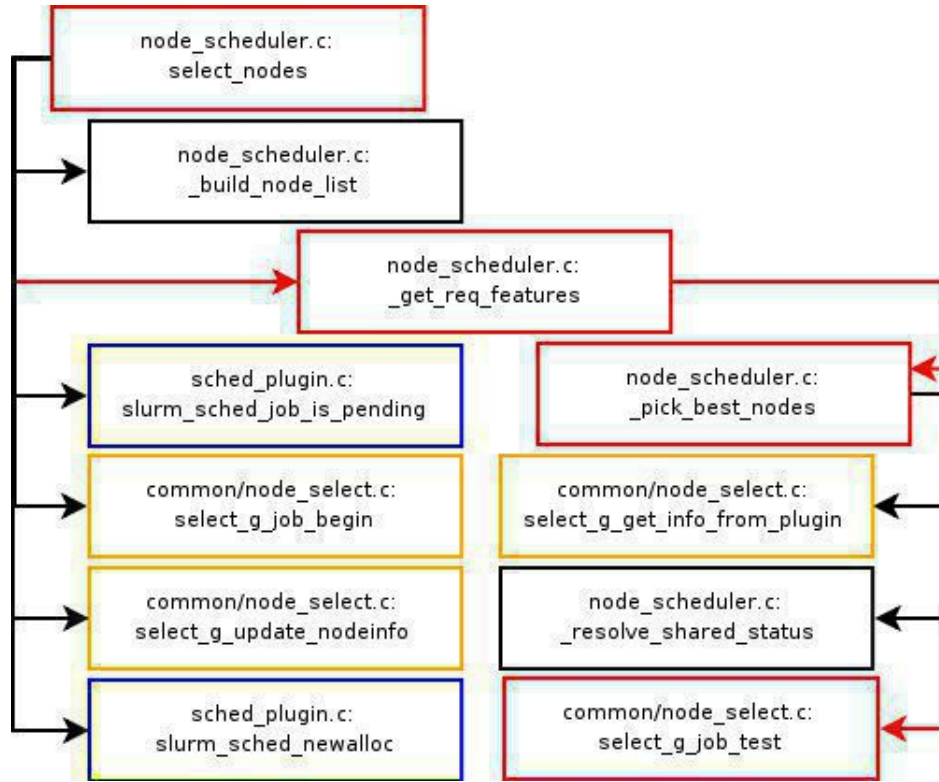 node_scheduler.c:
select_nodes
node_scheduler.c:
_build_node_list
node_scheduler.c:
_get_req_features
sched_plugin.c:
slurm_sched_job_is_pending
node_scheduler.c:
_pick_best_nodes
common/node_select.c:
select_g_job_begin
common/node_select.c:
select_g_get_info_from_plugin
common/node_select.c:
select_g_update_nodeinfo
node_scheduler.c:
_resolve_shared_status
sched_plugin.c:
slurm_sched_newalloc
common/node_select.c:
select_g_job_test